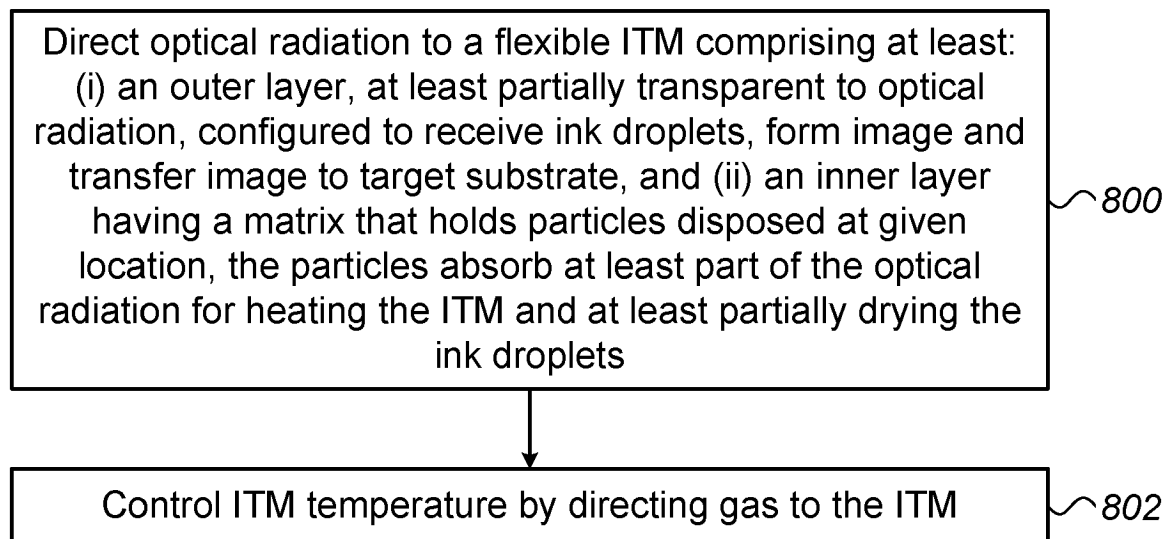 Direct optical radiation to a flexible ITM comprising at least:
(i) an outer layer, at least partially transparent to optical
radiation, configured to receive ink droplets, form image and
transfer image to target substrate, and (ii) an inner layer
having a matrix that holds particles disposed at given
location, the particles absorb at least part of the optical
radiation for heating the ITM and at least partially drying the
ink droplets
800
Control ITM temperature by directing gas to the ITM
802